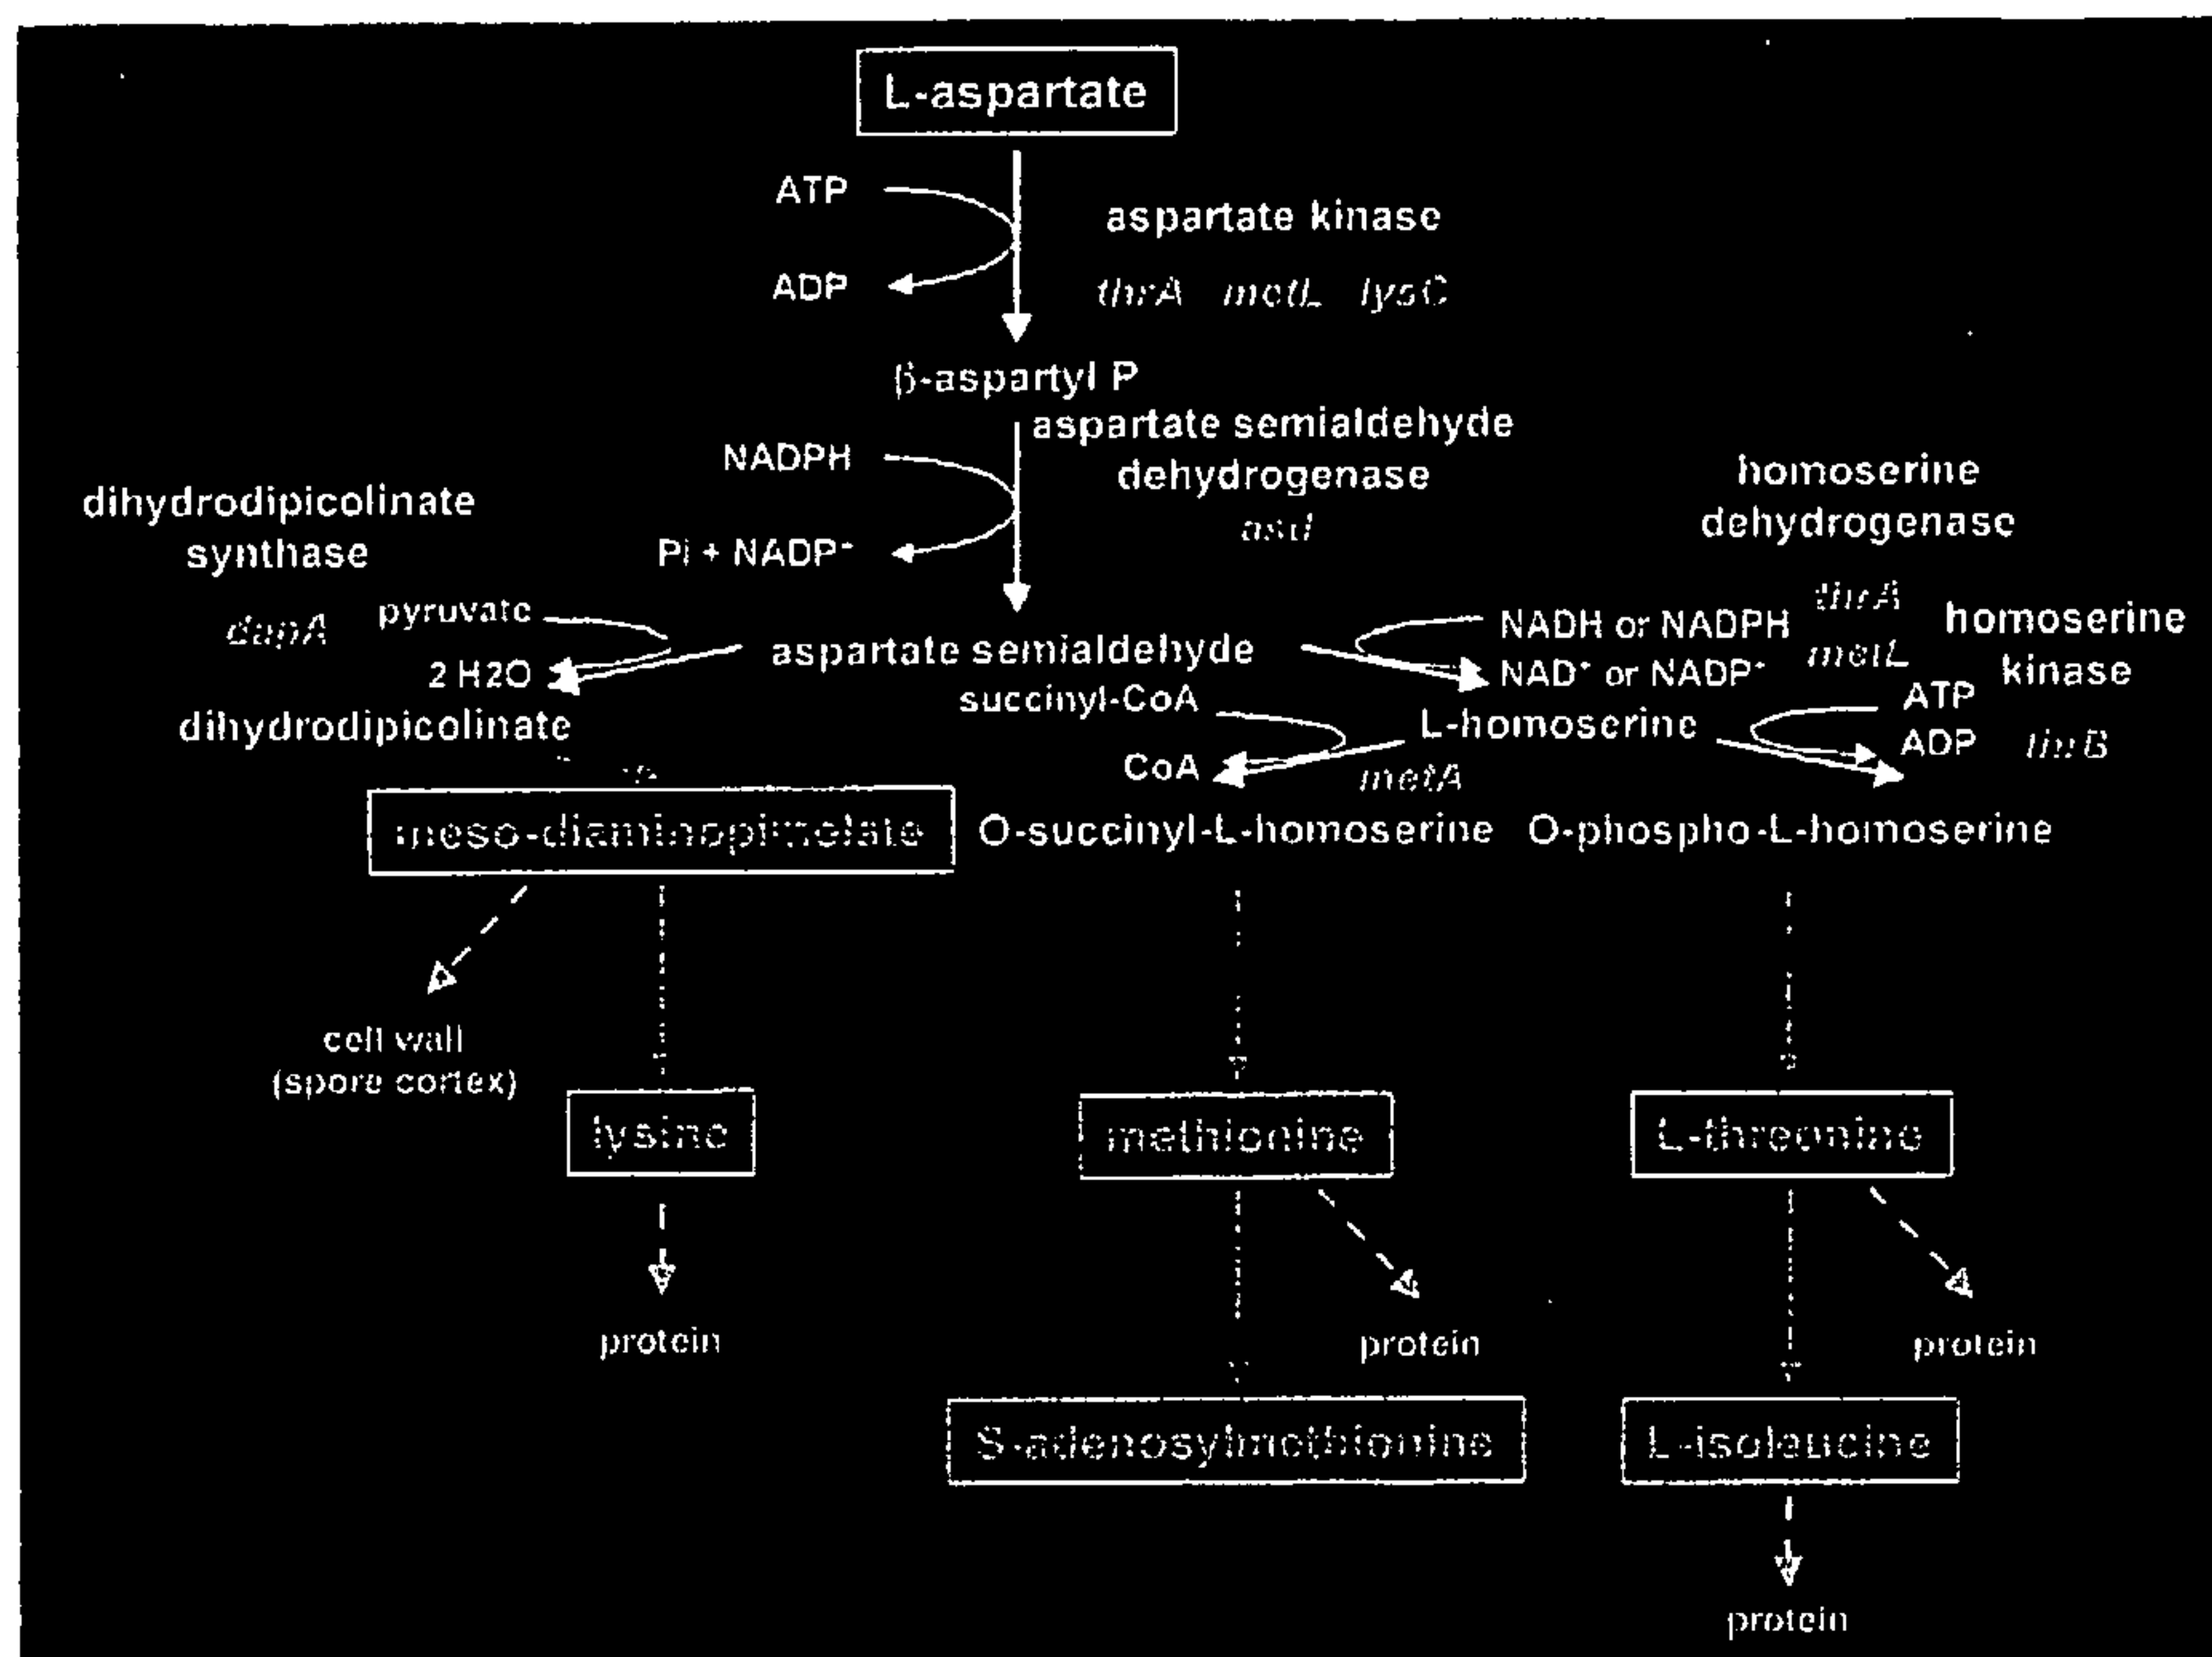 L-aspartate
ATP
aspartate kinase
ADP
thrA metL lysC
β-aspartyl P
aspartate semialdehyde
dehydrogenase
asd
NADPH
Pi + NADP+
dihydrodipicolinate
synthase
dapA
pyruvate
2 H2O
aspartate semialdehyde
homoserine
dehydrogenase
thrA
metL
NADH or NADPH
NAD+ or NADP+
homoserine
kinase
ATP
ADP
thrB
succinyl-CoA
CoA
metA
L-homoserine
dihydrodipicolinate
meso-diaminopimelate
O-succinyl-L-homoserine
O-phospho-L-homoserine
cell wall
(spore cortex)
lysine
methionine
L-threonine
protein
protein
protein
S-adenosylmethionine
L-isoleucine
protein